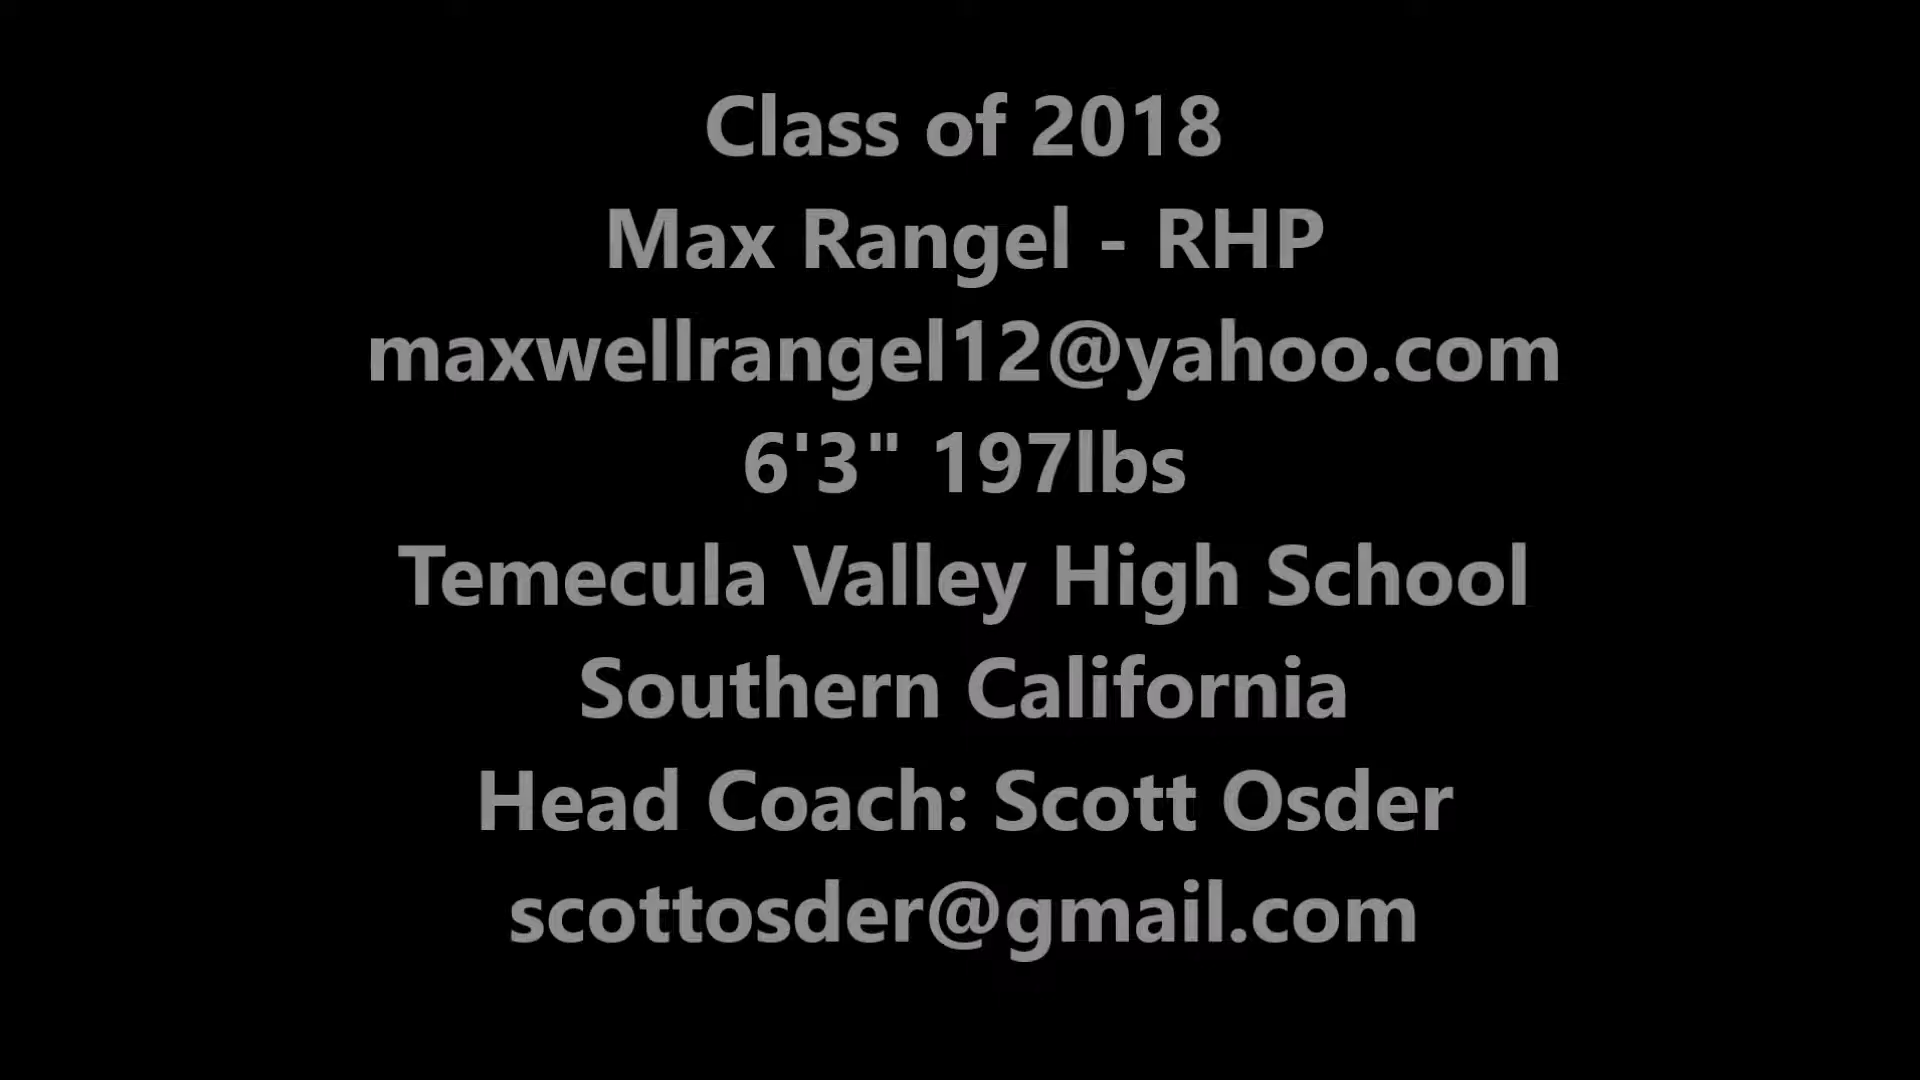 Class of 2018
Max Rangel - RHP
maxwellrangel12@yahoo.com
6'3" 197lbs
Temecula Valley High School
Southern California
Head Coach: Scott Osder
scottosder@gmail.com